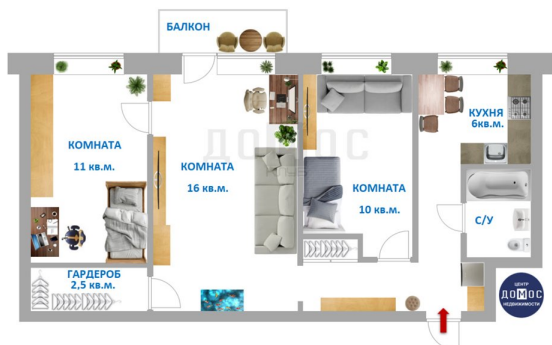 БАЛКОН
КОМНАТА
11 кв.м.
КОМНАТА
16 кв.м.
КОМНАТА
10 кв.м.
КУХНЯ
6кв.м.
С/У
ГАРДЕРОБ
2,5 кв.м.
ДОМОС
ЦЕНТР
ДОМОС
НЕДВИЖИМОСТИ